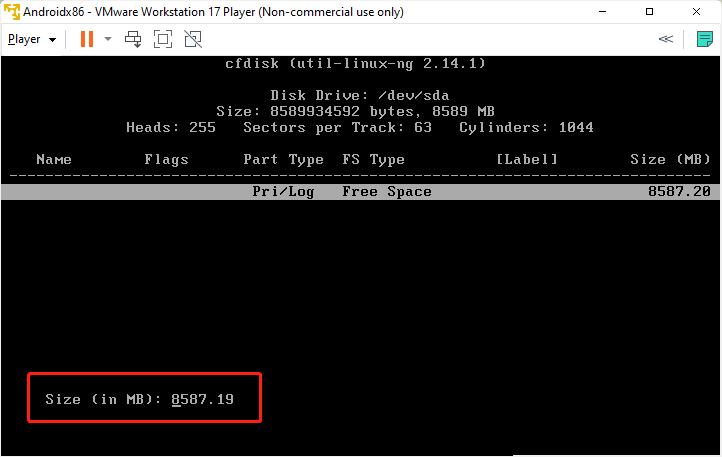 Androidx86 - VMware Workstation 17 Player (Non-commercial use only)
Player
cfdisk (util-linux-ng 2.14.1)
Disk Drive: /dev/sda
Size: 8589934592 bytes, 8589 MB
Heads: 255   Sectors per Track: 63   Cylinders: 1044
Name   Flags   Part Type   FS Type   [Label]   Size (MB)
Pri/Log   Free Space   8587.20
Size (in MB): 8587.19